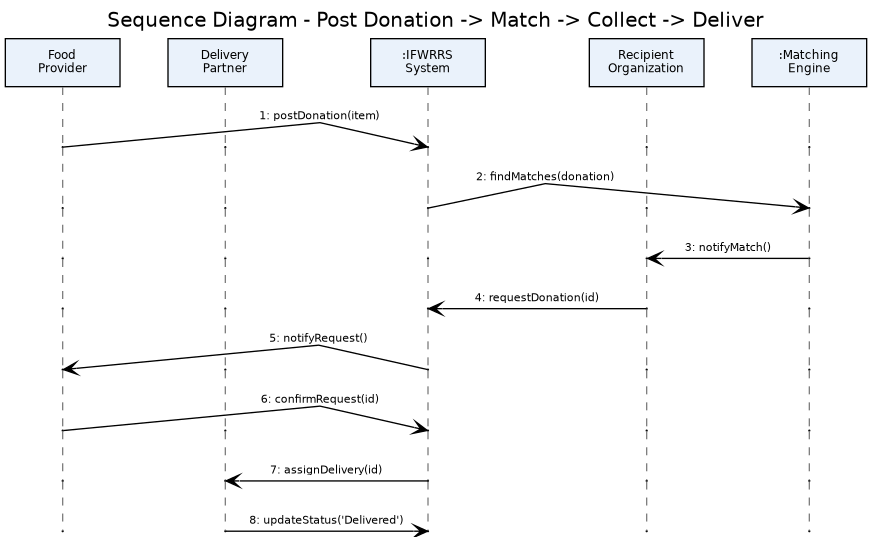 Sequence Diagram - Post Donation -> Match -> Collect -> Deliver
Food
Provider
Delivery
Partner
:IFWRRS
System
Recipient
Organization
:Matching
Engine
1: postDonation(item)
2: findMatches(donation)
3: notifyMatch()
4: requestDonation(id)
5: notifyRequest()
6: confirmRequest(id)
7: assignDelivery(id)
8: updateStatus('Delivered')